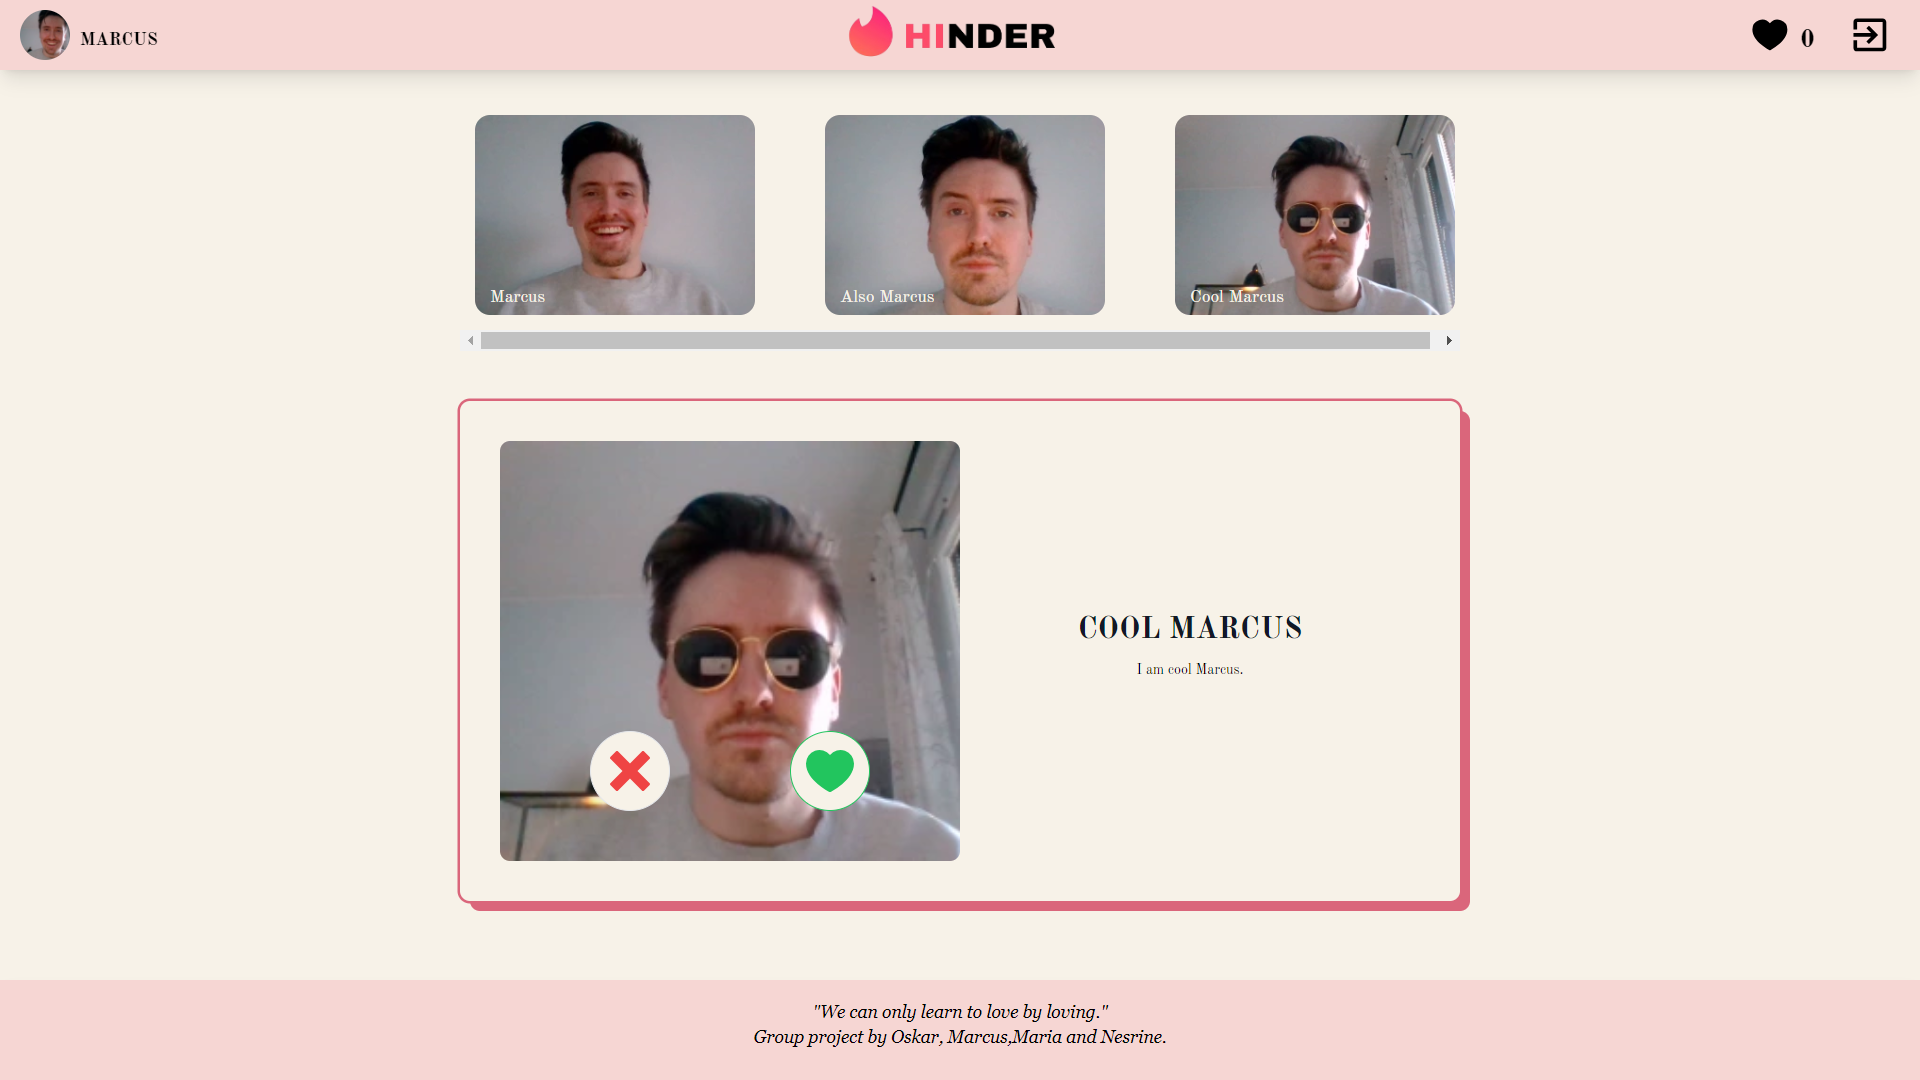 MARCUS
HINDER
0
Marcus
Also Marcus
Cool Marcus
COOL MARCUS
I am cool Marcus.
"We can only learn to love by loving."
Group project by Oskar, Marcus,Maria and Nesrine.